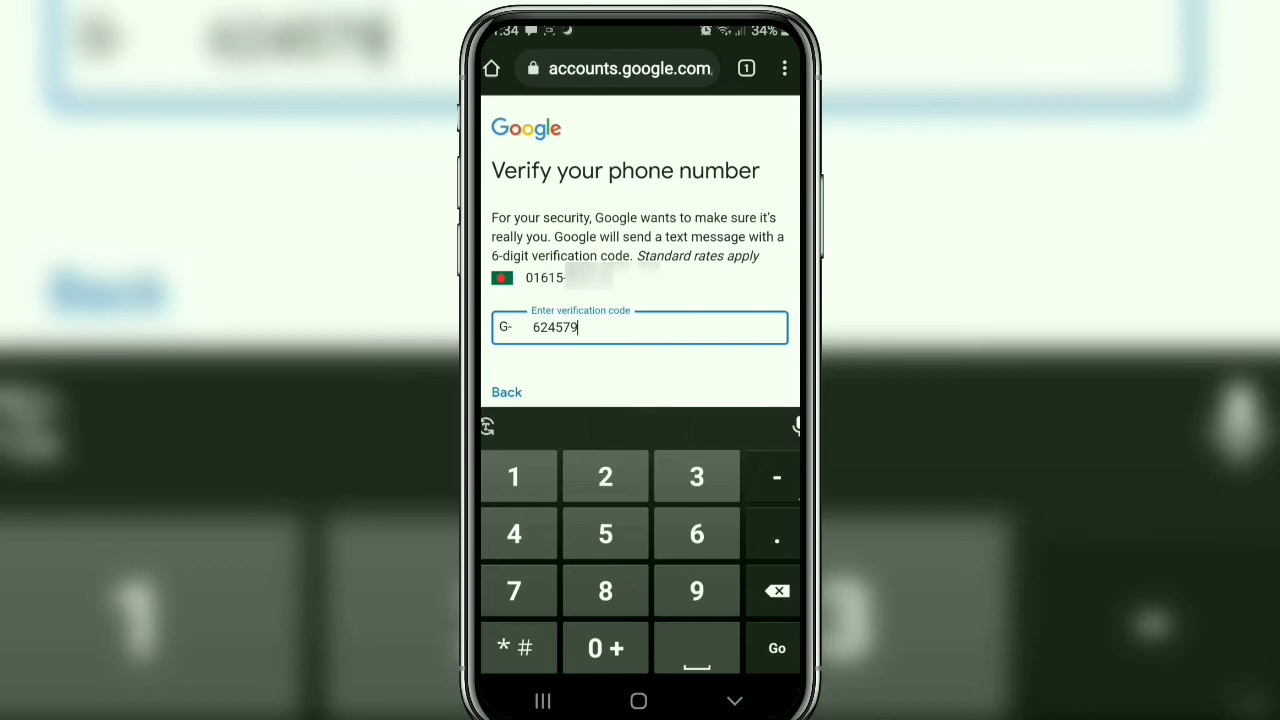 :34 34%
accounts.google.com
1
Google
Verify your phone number
For your security, Google wants to make sure it's
really you. Google will send a text message with a
6-digit verification code. Standard rates apply
01615-
Enter verification code
G- 624579
Back
1 2 3 -
4 5 6 .
7 8 9
* # 0 + Go